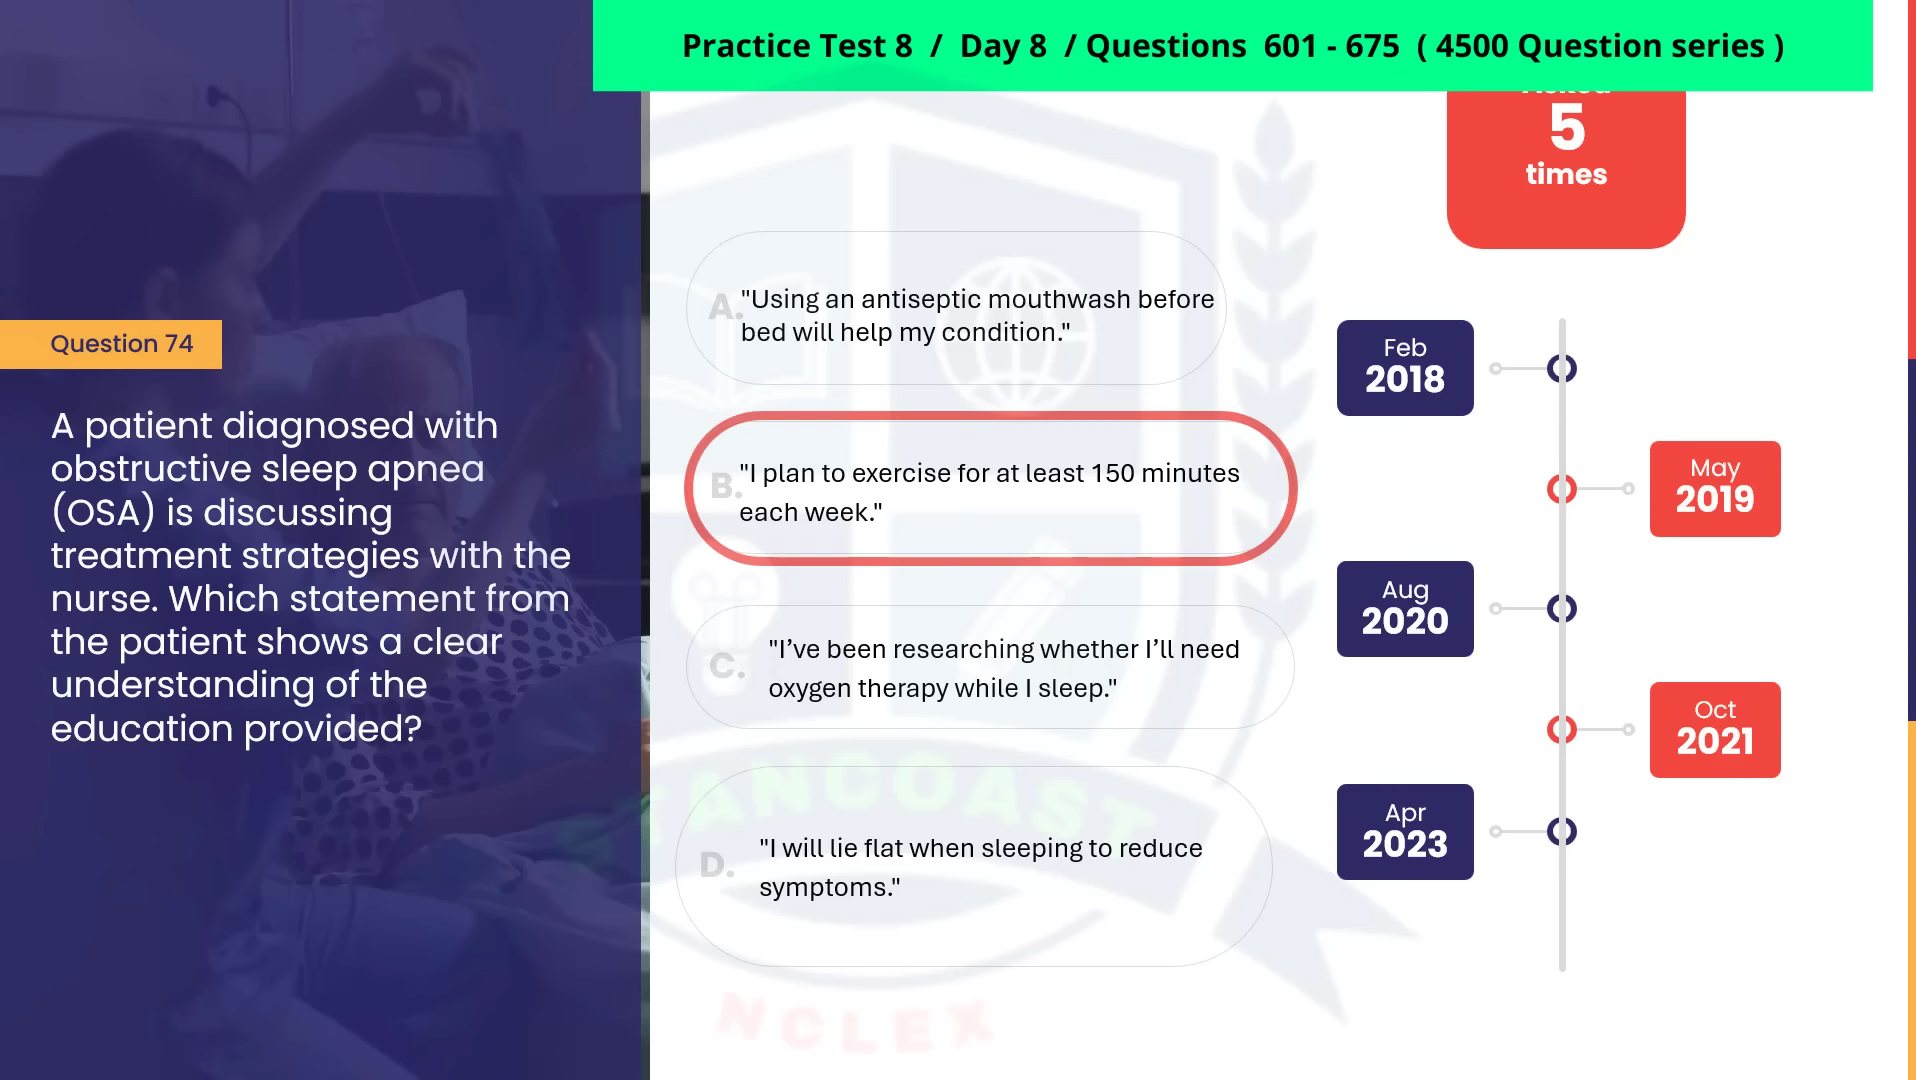 Practice Test 8 / Day 8 / Questions 601 - 675 ( 4500 Question series )
5
times
Question 74
A patient diagnosed with
obstructive sleep apnea
(OSA) is discussing
treatment strategies with the
nurse. Which statement from
the patient shows a clear
understanding of the
education provided?
A. "Using an antiseptic mouthwash before
bed will help my condition."
B. "I plan to exercise for at least 150 minutes
each week."
C. "I’ve been researching whether I’ll need
oxygen therapy while I sleep."
D. "I will lie flat when sleeping to reduce
symptoms."
Feb
2018
May
2019
Aug
2020
Oct
2021
Apr
2023
TANCOAST
NCLEX